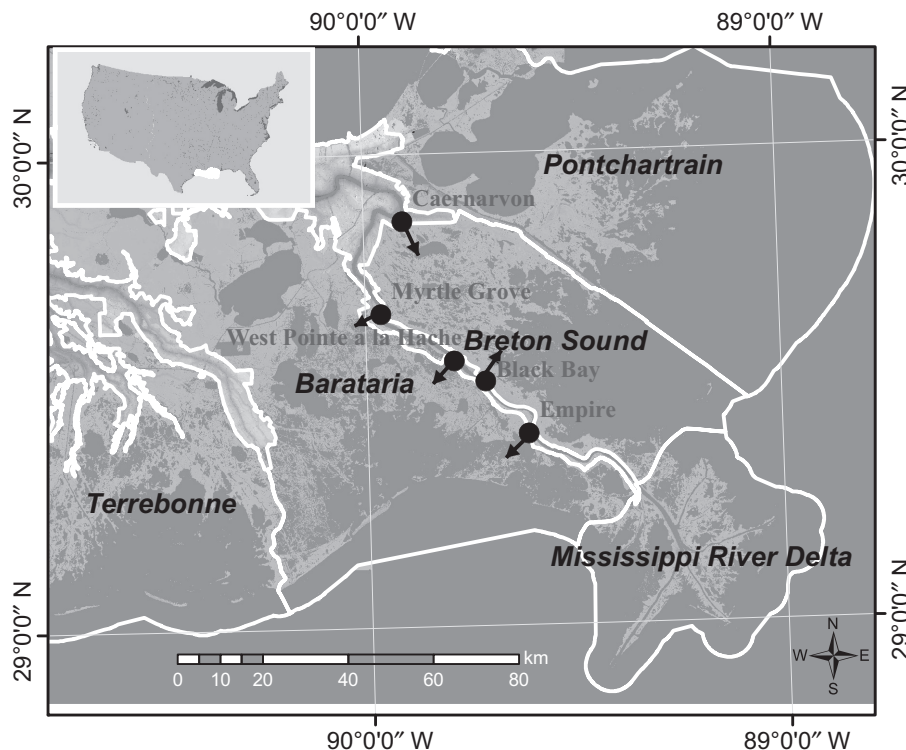 90°0'0" W
89°0'0" W
30°0'0" N
30°0'0" N
Pontchartrain
Caernarvon
Myrtle Grove
West Pointe a la Hache
Breton Sound
Barataria
Black Bay
Empire
Terrebonne
Mississippi River Delta
29°0'0" N
29°0'0" N
N
W
E
S
km
0 10 20 40 60 80
90°0'0" W
89°0'0" W